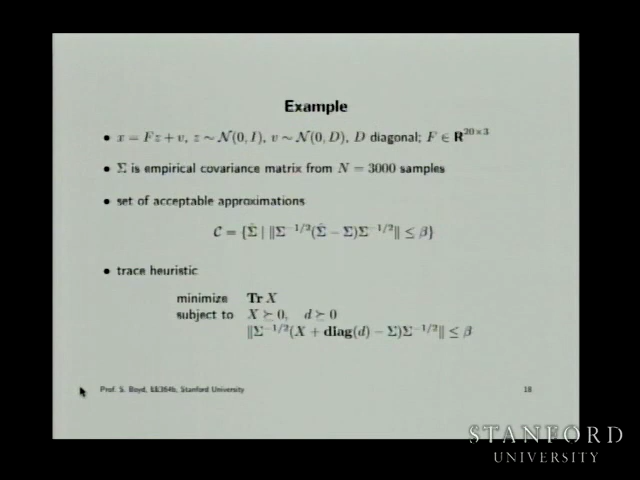 Example
• x = Fz + v, z ∼ N(0, I), v ∼ N(0, D), D diagonal; F ∈ R^{20×3}
• Σ is empirical covariance matrix from N = 3000 samples
• set of acceptable approximations
C = {Σ̂ | ‖Σ^{−1/2}(Σ̂ − Σ)Σ^{−1/2}‖ ≤ β}
• trace heuristic
minimize Tr X
subject to X ⪰ 0, d ⪰ 0
‖Σ^{−1/2}(X + diag(d) − Σ)Σ^{−1/2}‖ ≤ β
Prof. S. Boyd, EE364b, Stanford University 18
STANFORD
UNIVERSITY